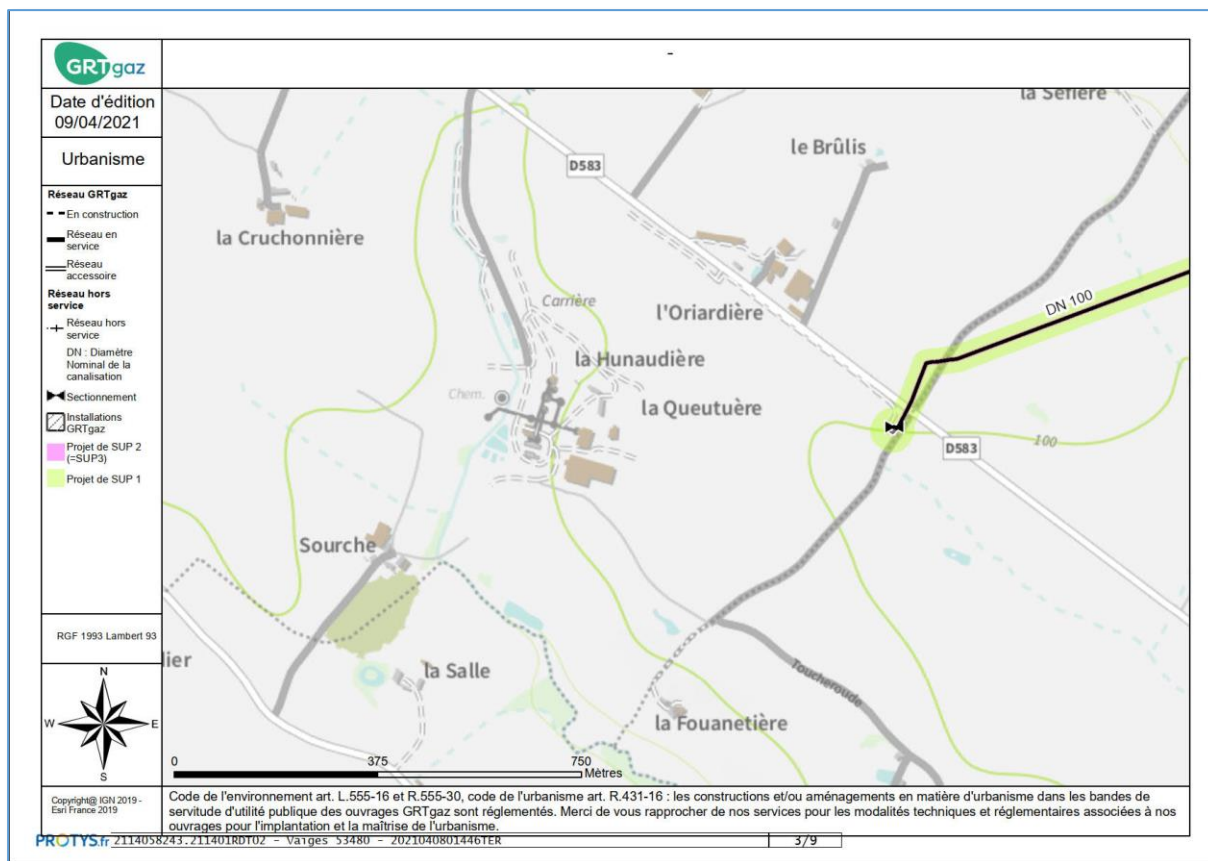 GRTgaz
-
Date d'édition
09/04/2021
Urbanisme
Réseau GRTgaz
En construction
Réseau en
service
Réseau
accessoire
Réseau hors
service
Réseau hors
service
DN : Diamètre
Nominal de la
canalisation
Sectionnement
Installations
GRTgaz
Projet de SUP 2
(=SUP3)
Projet de SUP 1
RGF 1993 Lambert 93
N
W
E
S
Copyright@ IGN 2019 -
Esri France 2019
la Sefière
le Brûlis
D583
la Cruchonnière
Carrière
l'Oriardière
DN 100
la Hunaudière
Chem.
la Queutuère
100
D583
Sourche
lier
la Salle
Toucheroude
la Fouanetière
0
375
750
Mètres
Code de l'environnement art. L.555-16 et R.555-30, code de l'urbanisme art. R.431-16 : les constructions et/ou aménagements en matière d'urbanisme dans les bandes de
servitude d'utilité publique des ouvrages GRTgaz sont réglementés. Merci de vous rapprocher de nos services pour les modalités techniques et réglementaires associées à nos
ouvrages pour l'implantation et la maîtrise de l'urbanisme.
PROTYS.fr 2114058243.211401RDT02 - Vaiges 53480 - 2021040801446TER
3/9